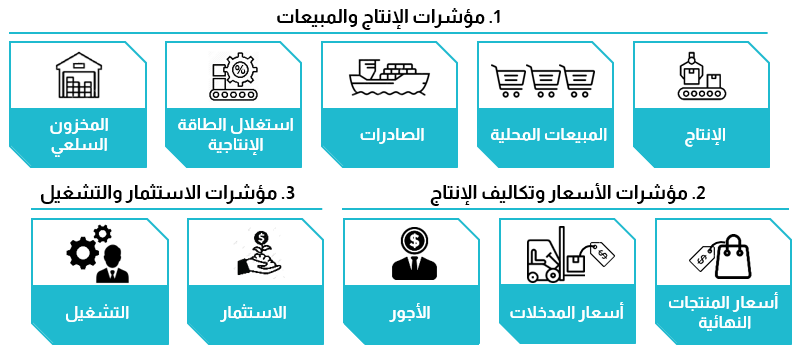 1. مؤشرات الإنتاج والمبيعات
الإنتاج
المبيعات المحلية
الصادرات
استغلال الطاقة
الإنتاجية
المخزون
السلعي
2. مؤشرات الأسعار وتكاليف الإنتاج
أسعار المنتجات
النهائية
أسعار المدخلات
الأجور
3. مؤشرات الاستثمار والتشغيل
الاستثمار
التشغيل